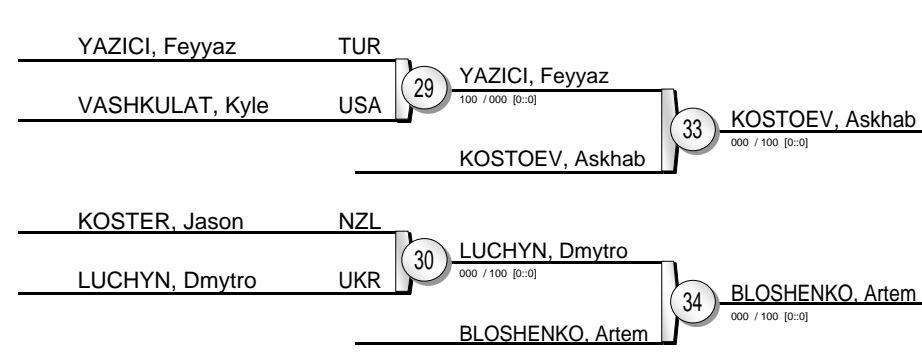 YAZICI, Feyyaz TUR
29
YAZICI, Feyyaz
100 / 000 [0::0]
VASHKULAT, Kyle USA
33
KOSTOEV, Askhab
000 / 100 [0::0]
KOSTOEV, Askhab
KOSTER, Jason NZL
30
LUCHYN, Dmytro
000 / 100 [0::0]
LUCHYN, Dmytro UKR
34
BLOSHENKO, Artem
000 / 100 [0::0]
BLOSHENKO, Artem